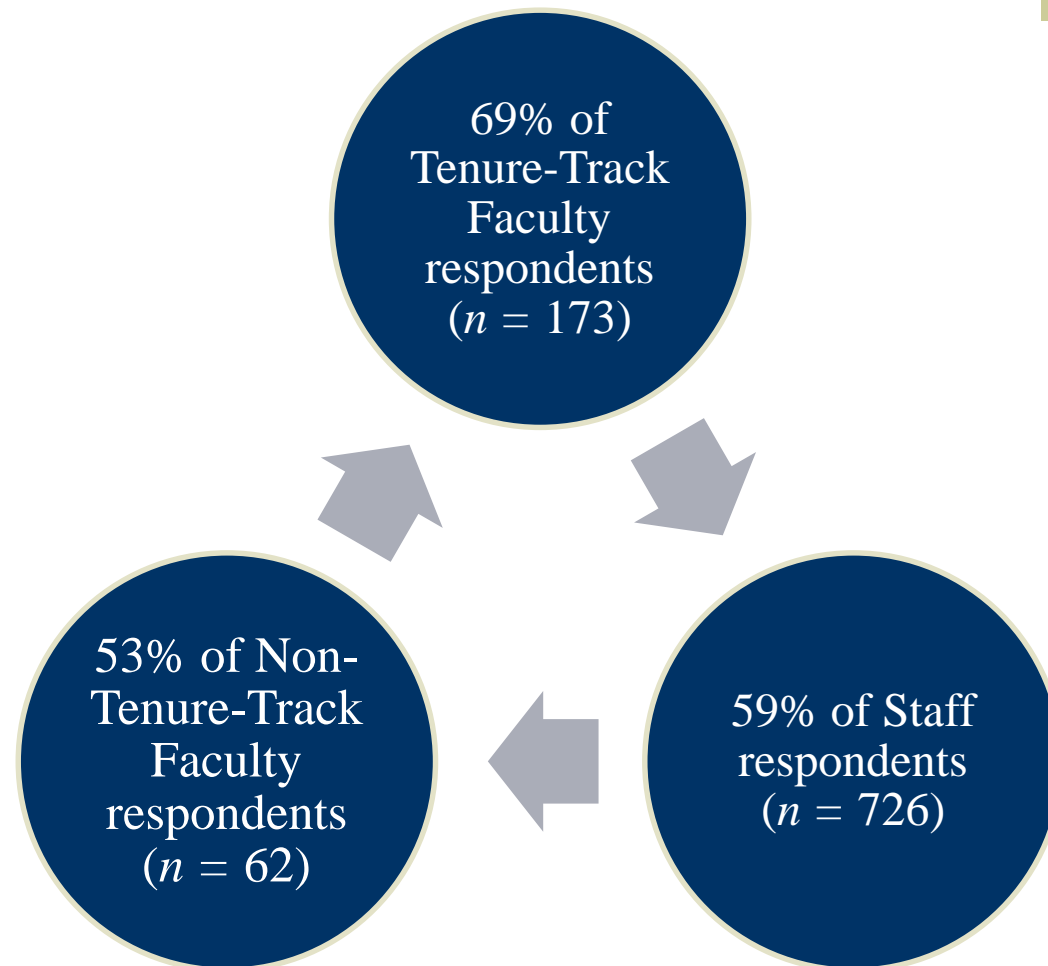 69% of
Tenure-Track
Faculty
respondents
(n = 173)
59% of Staff
respondents
(n = 726)
53% of Non-
Tenure-Track
Faculty
respondents
(n = 62)